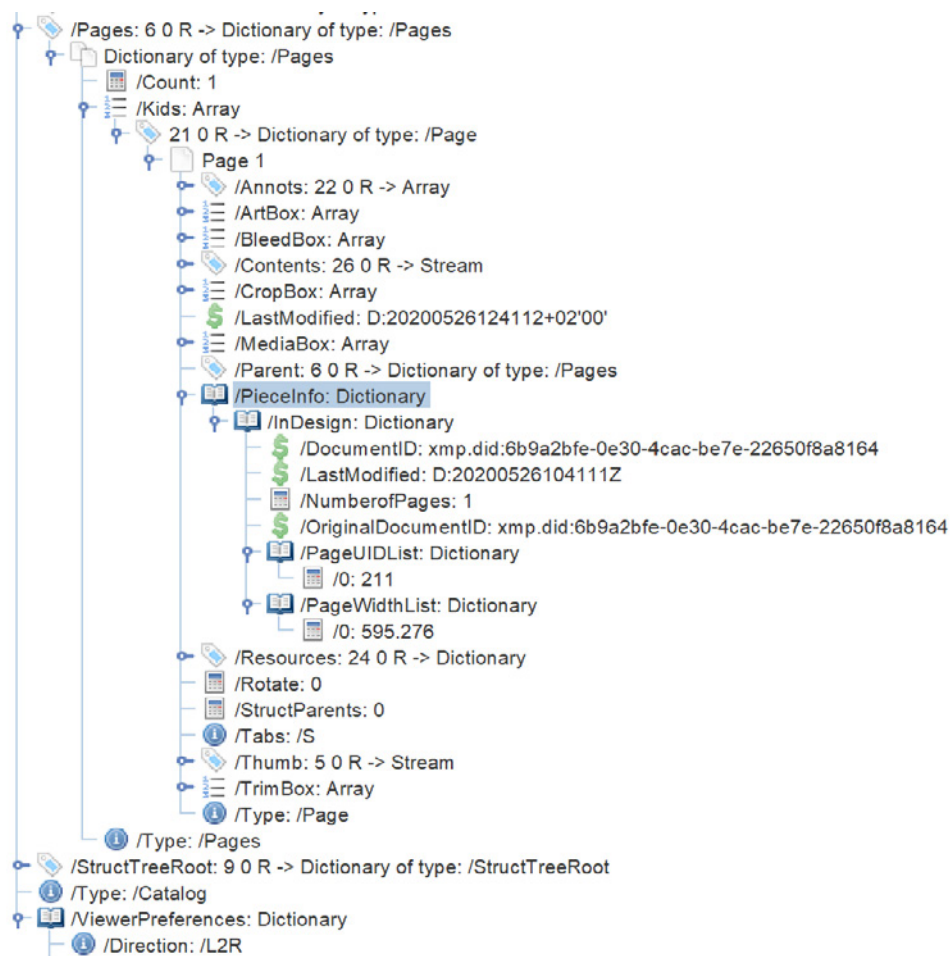 /Pages: 6 0 R -> Dictionary of type: /Pages
Dictionary of type: /Pages
/Count: 1
/Kids: Array
21 0 R -> Dictionary of type: /Page
Page 1
/Annots: 22 0 R -> Array
/ArtBox: Array
/BleedBox: Array
/Contents: 26 0 R -> Stream
/CropBox: Array
/LastModified: D:20200526124112+02'00'
/MediaBox: Array
/Parent: 6 0 R -> Dictionary of type: /Pages
/PieceInfo: Dictionary
/InDesign: Dictionary
/DocumentID: xmp.did:6b9a2bfe-0e30-4cac-be7e-22650f8a8164
/LastModified: D:20200526104111Z
/NumberofPages: 1
/OriginalDocumentID: xmp.did:6b9a2bfe-0e30-4cac-be7e-22650f8a8164
/PageUIDList: Dictionary
/0: 211
/PageWidthList: Dictionary
/0: 595.276
/Resources: 24 0 R -> Dictionary
/Rotate: 0
/StructParents: 0
/Tabs: /S
/Thumb: 5 0 R -> Stream
/TrimBox: Array
/Type: /Page
/Type: /Pages
/StructTreeRoot: 9 0 R -> Dictionary of type: /StructTreeRoot
/Type: /Catalog
/ViewerPreferences: Dictionary
/Direction: /L2R